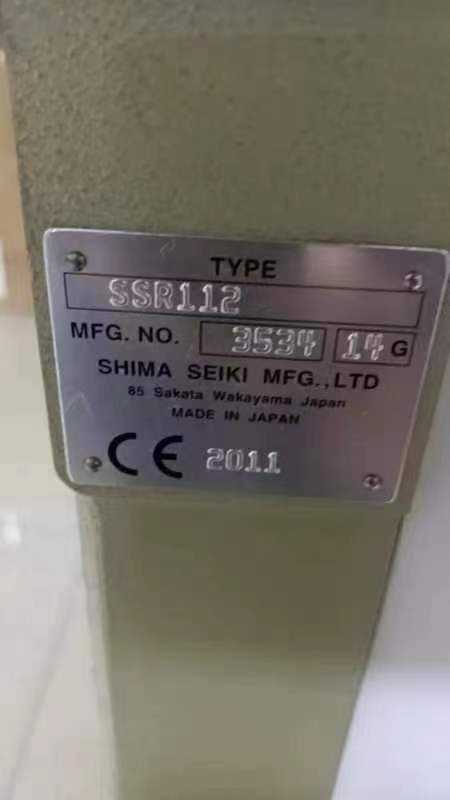 TYPE
SSR112
MFG. NO. 3534 14 G
SHIMA SEIKI MFG.,LTD
85 Sakata Wakayama Japan
MADE IN JAPAN
CE 2011